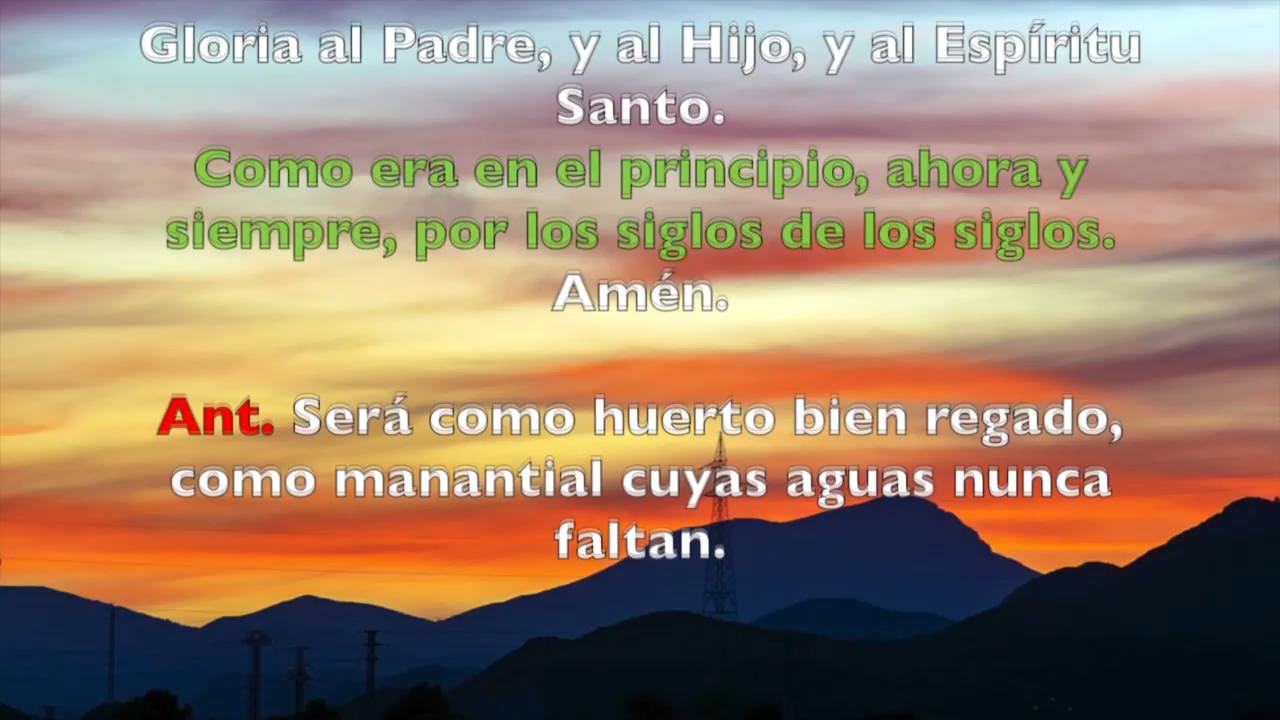 Gloria al Padre, y al Hijo, y al Espíritu
Santo.
Como era en el principio, ahora y
siempre, por los siglos de los siglos.
Amén.
Ant. Será como huerto bien regado,
como manantial cuyas aguas nunca
faltan.